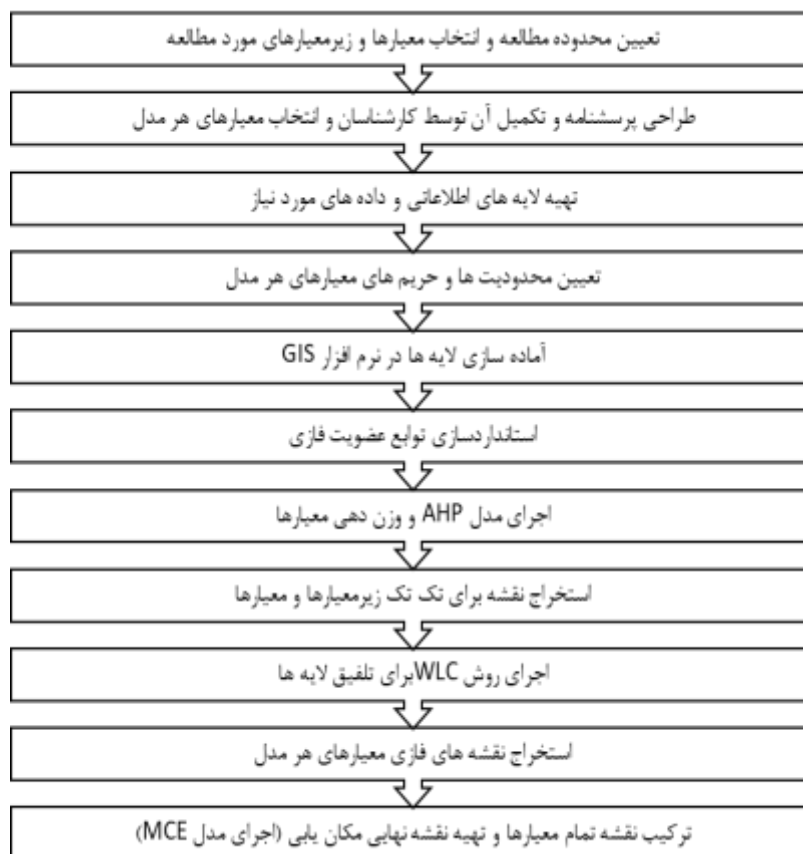 تعیین محدوده مطالعه و انتخاب معیارها و زیرمعیارهای مورد مطالعه
طراحی پرسشنامه و تکمیل آن توسط کارشناسان و انتخاب معیارهای هر مدل
تهیه لایه های اطلاعاتی و داده های مورد نیاز
تعیین محدودیت ها و حریم های معیارهای هر مدل
آماده سازی لایه ها در نرم افزار GIS
استانداردسازی توابع عضویت فازی
اجرای مدل AHP و وزن دهی معیارها
استخراج نقشه برای تک تک زیرمعیارها و معیارها
اجرای روش WLCبرای تلفیق لایه ها
استخراج نقشه های فازی معیارهای هر مدل
ترکیب نقشه تمام معیارها و تهیه نقشه نهایی مکان یابی (اجرای مدل MCE)